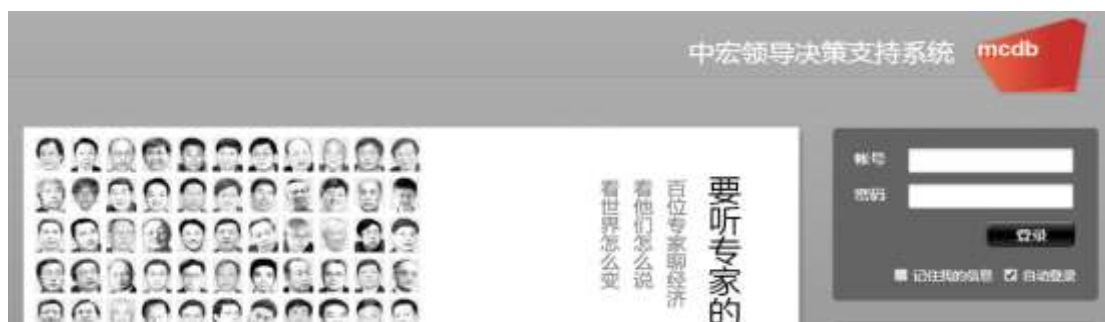 中宏领导决策支持系统
mcdb
要听专家的
百位专家聊经济
看他们怎么说
看世界怎么变
帐号
密码
登录
记住我的信息 自动登录